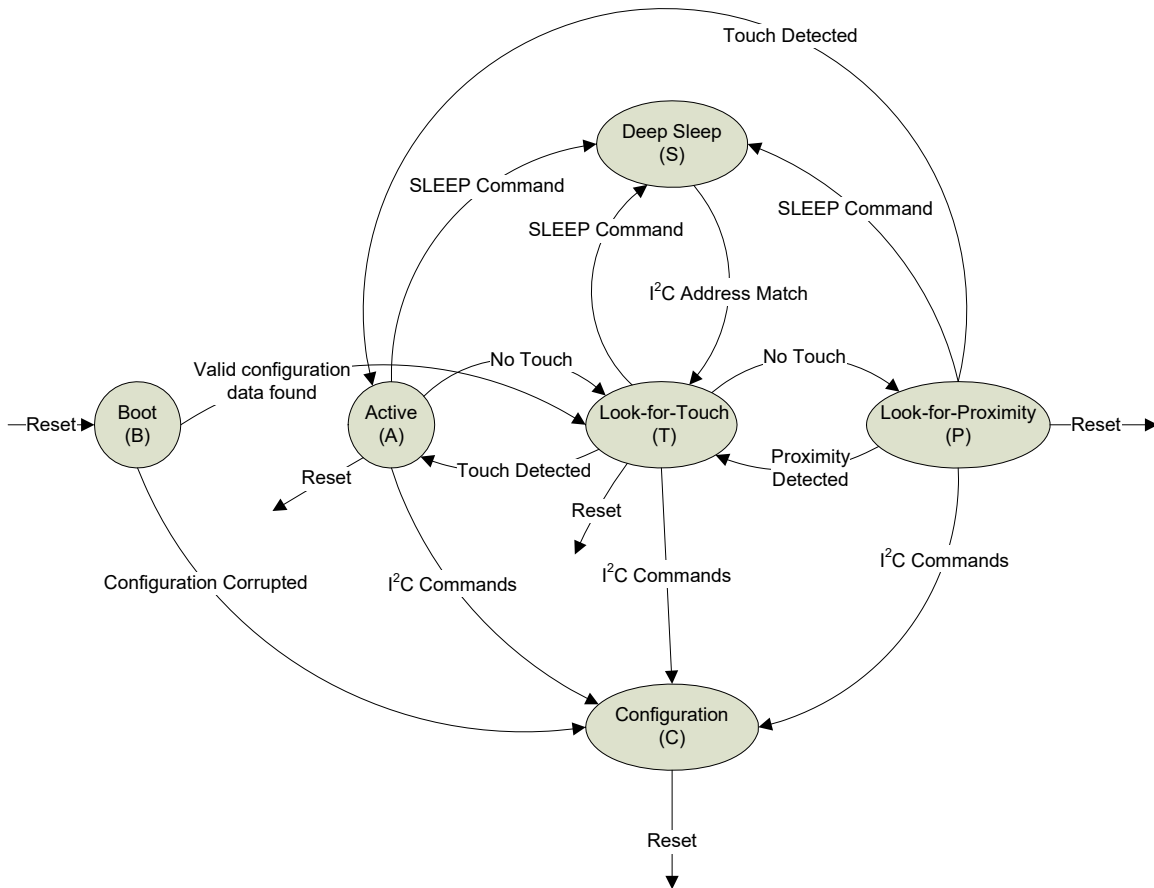 Touch Detected
Deep Sleep
(S)
SLEEP Command
SLEEP Command
SLEEP Command
I²C Address Match
Valid configuration
data found
No Touch
No Touch
Reset
Boot
(B)
Active
(A)
Look-for-Touch
(T)
Look-for-Proximity
(P)
Reset
Reset
Touch Detected
Proximity
Detected
Reset
Configuration Corrupted
I²C Commands
I²C Commands
I²C Commands
Configuration
(C)
Reset